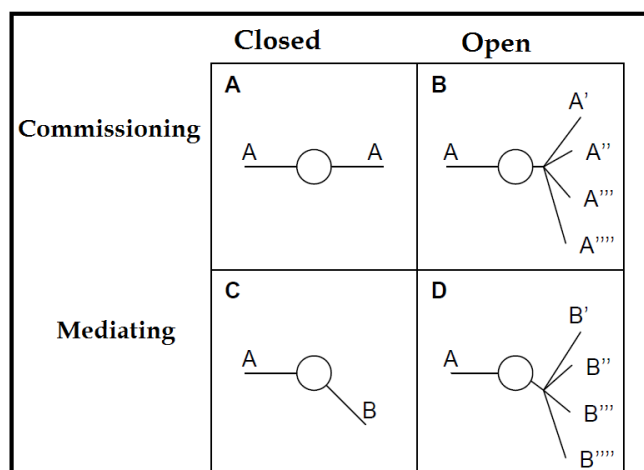 Closed Open
A B
Commissioning
A A
A A' A'' A''' A''''
C D
Mediating
A B
A B' B'' B''' B''''